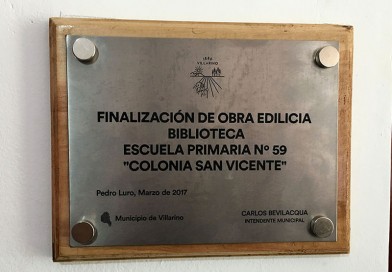 VILLARINO
FINALIZACIÓN DE OBRA EDILICIA
BIBLIOTECA
ESCUELA PRIMARIA Nº 59
"COLONIA SAN VICENTE"
Pedro Luro, Marzo de 2017
Municipio de Villarino
CARLOS BEVILACQUA
INTENDENTE MUNICIPAL